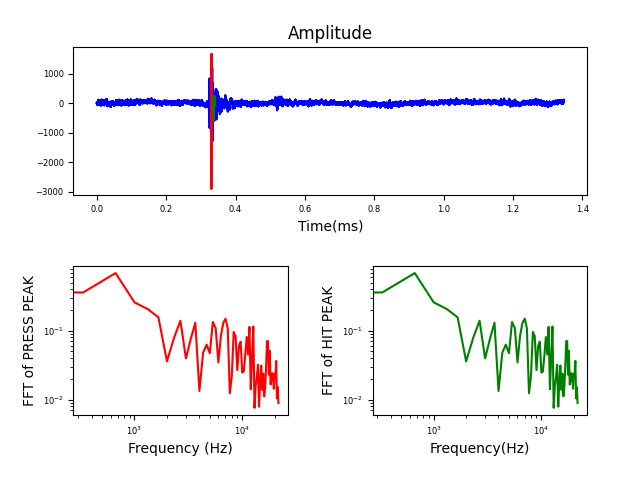 Amplitude
1000
0
−1000
−2000
−3000
0.0 0.2 0.4 0.6 0.8 1.0 1.2 1.4
Time(ms)
FFT of PRESS PEAK
10⁻¹
10⁻²
10³ 10⁴
Frequency (Hz)
FFT of HIT PEAK
10⁻¹
10⁻²
10³ 10⁴
Frequency(Hz)